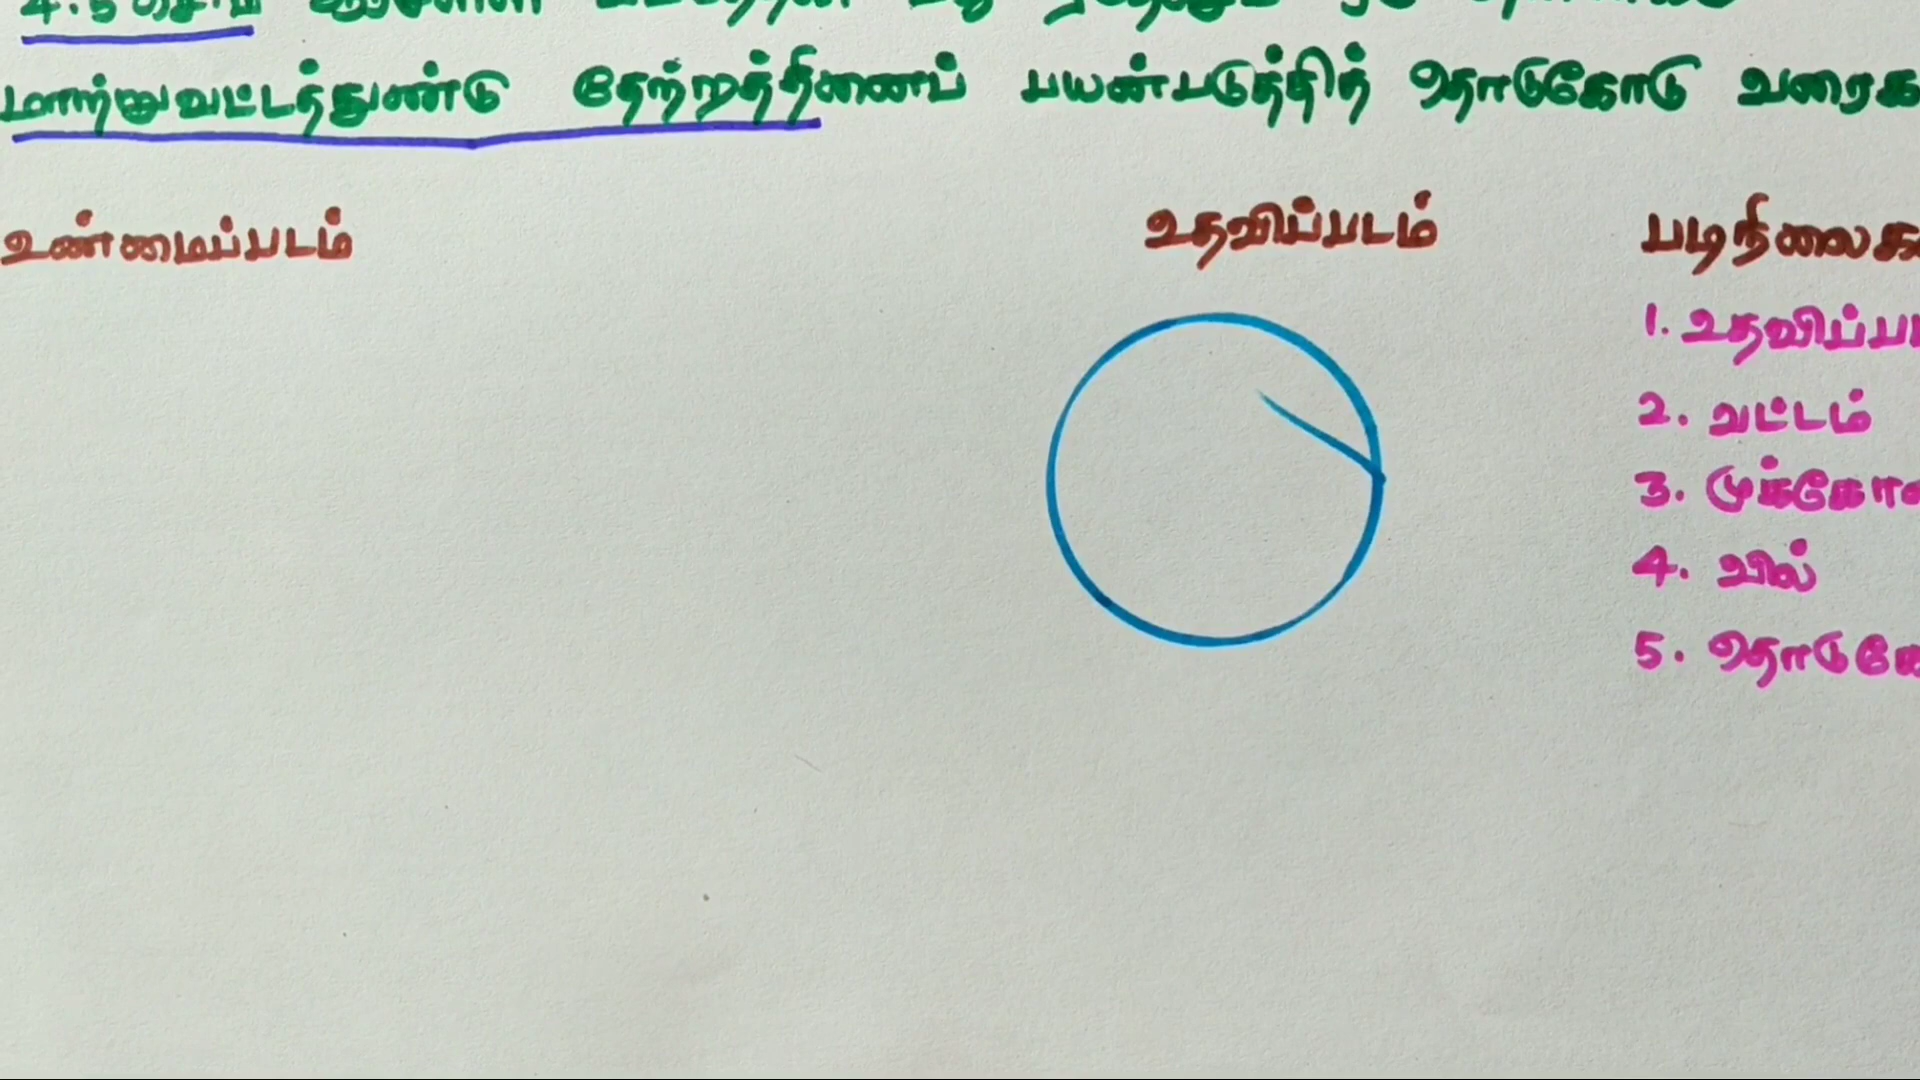 மாற்றுவட்டத்துண்டு தேற்றத்தினைப் பயன்படுத்தித் தொடுகோடு வரைக
உண்மைப்படம் உதவிப்படம் படிநிலைக
1. உதவிப்ப
2. வட்டம்
3. முக்கோ
4. வில்
5. தொடுகே